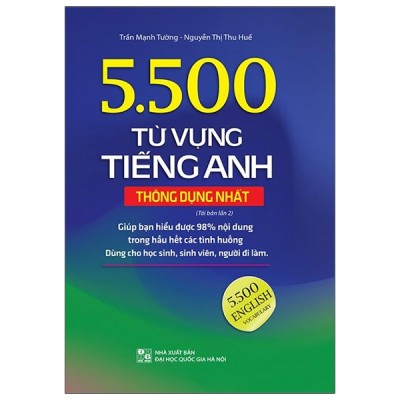 Trần Mạnh Tường - Nguyễn Thị Thu Huế
5.500
TỪ VỰNG
TIẾNG ANH
THÔNG DỤNG NHẤT
(Tái bản lần 2)
Giúp bạn hiểu được 98% nội dung
trong hầu hết các tình huống
Dùng cho học sinh, sinh viên, người đi làm.
5.500
ENGLISH
VOCABULARY
NHÀ XUẤT BẢN
ĐẠI HỌC QUỐC GIA HÀ NỘI